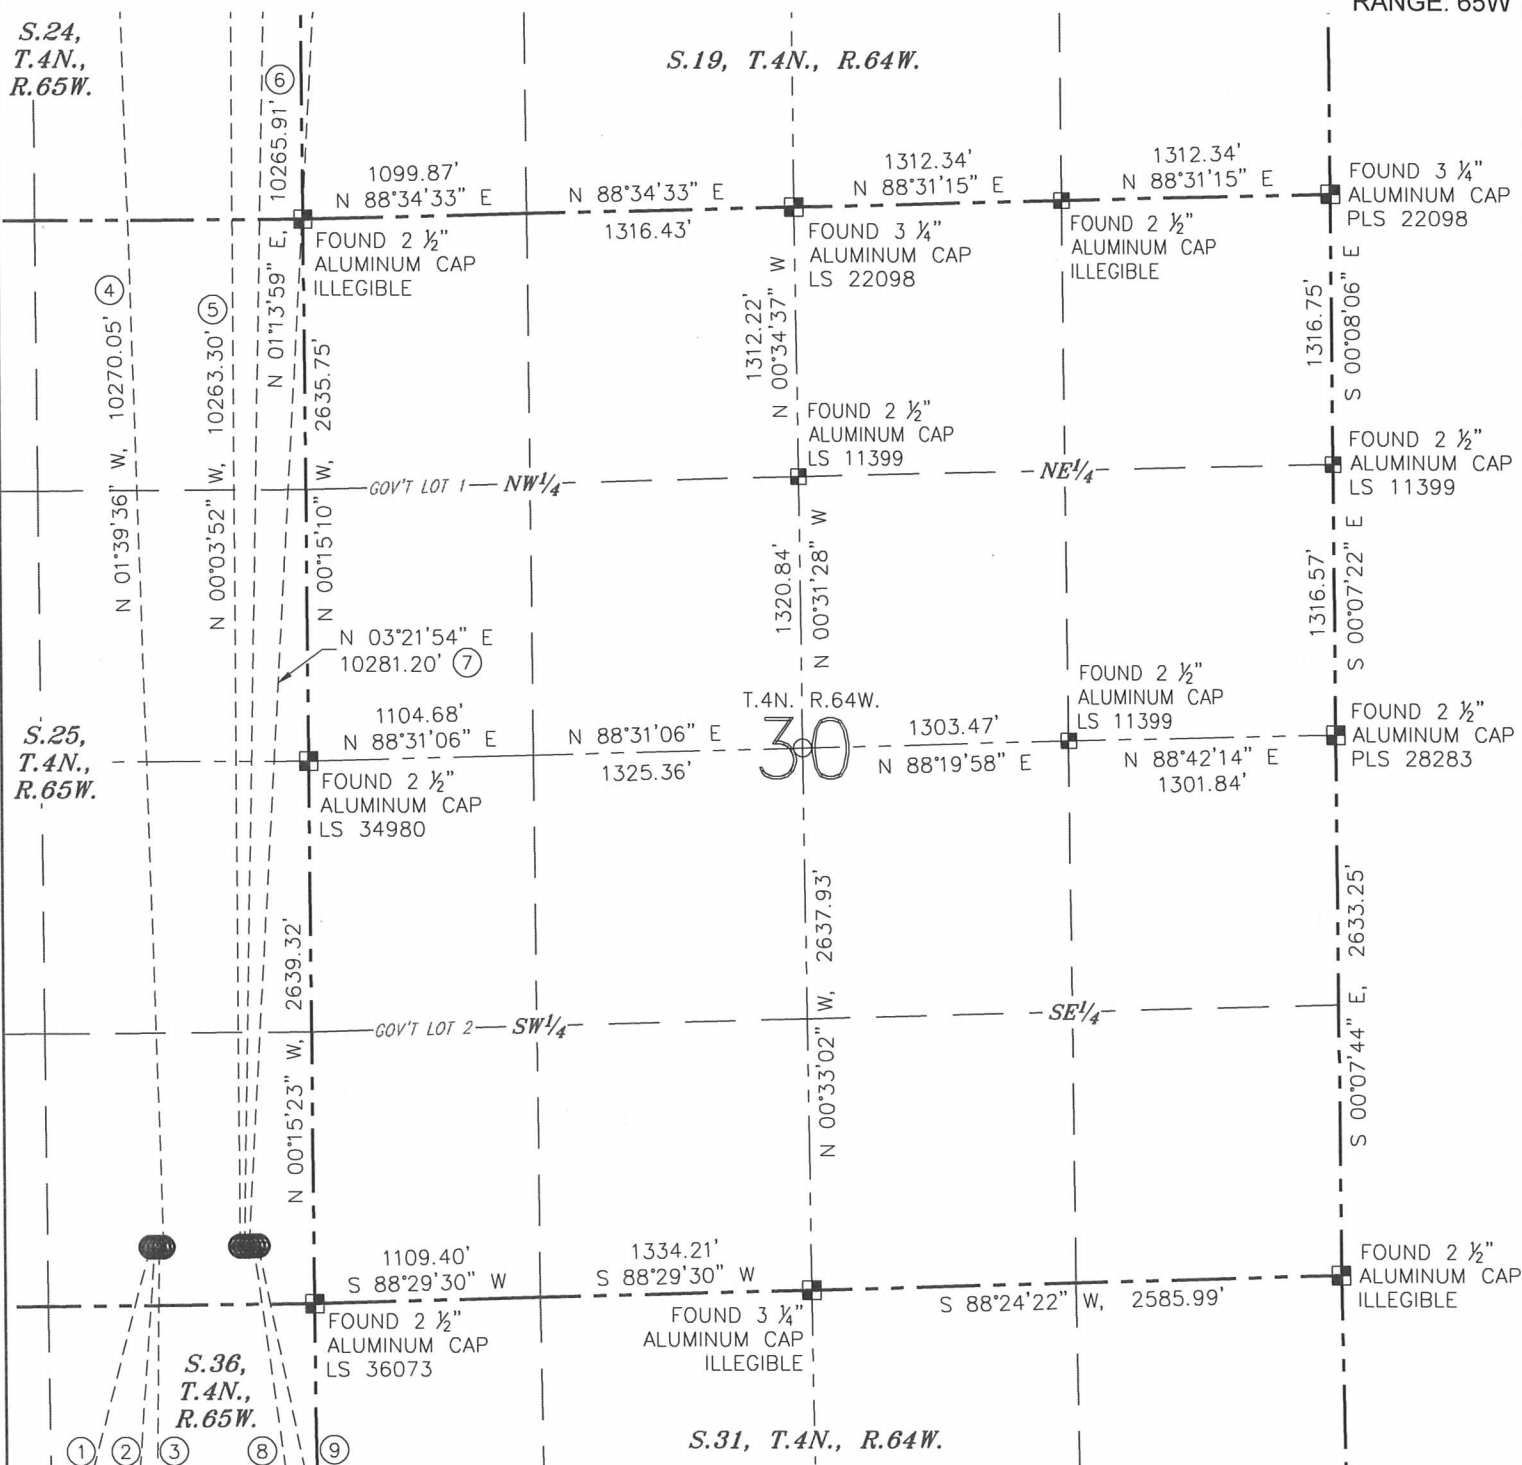 RANGE: 65W
S.24,
T.4N.,
R.65W.
S.19, T.4N., R.64W.
6
10265.91'
N 01°13'59" E,
1099.87'
N 88°34'33" E
N 88°34'33" E
1316.43'
1312.34'
N 88°31'15" E
1312.34'
N 88°31'15" E
FOUND 3 ¼"
ALUMINUM CAP
PLS 22098
FOUND 2 ½"
ALUMINUM CAP
ILLEGIBLE
FOUND 3 ¼"
ALUMINUM CAP
LS 22098
FOUND 2 ½"
ALUMINUM CAP
ILLEGIBLE
4
N 01°39'36" W, 10270.05'
5
N 00°03'52" W, 10263.30'
N 00°15'10" W, 2635.75'
1312.22'
N 00°34'37" W
1316.75'
S 00°08'06" E
FOUND 2 ½"
ALUMINUM CAP
LS 11399
FOUND 2 ½"
ALUMINUM CAP
LS 11399
GOV'T LOT 1
NW¼
NE¼
1320.84'
N 00°31'28" W
1316.57'
S 00°07'22" E
N 03°21'54" E
10281.20' 7
S.25,
T.4N.,
R.65W.
1104.68'
N 88°31'06" E
N 88°31'06" E
1325.36'
T.4N. R.64W.
30
1303.47'
N 88°19'58" E
FOUND 2 ½"
ALUMINUM CAP
LS 11399
N 88°42'14" E
1301.84'
FOUND 2 ½"
ALUMINUM CAP
PLS 28283
FOUND 2 ½"
ALUMINUM CAP
LS 34980
N 00°15'23" W, 2639.32'
N 00°33'02" W, 2637.93'
S 00°07'44" E, 2633.25'
GOV'T LOT 2
SW¼
SE¼
1109.40'
S 88°29'30" W
1334.21'
S 88°29'30" W
S 88°24'22" W, 2585.99'
FOUND 2 ½"
ALUMINUM CAP
ILLEGIBLE
FOUND 2 ½"
ALUMINUM CAP
LS 36073
FOUND 3 ¼"
ALUMINUM CAP
ILLEGIBLE
S.36,
T.4N.,
R.65W.
S.31, T.4N., R.64W.
1
2
3
8
9